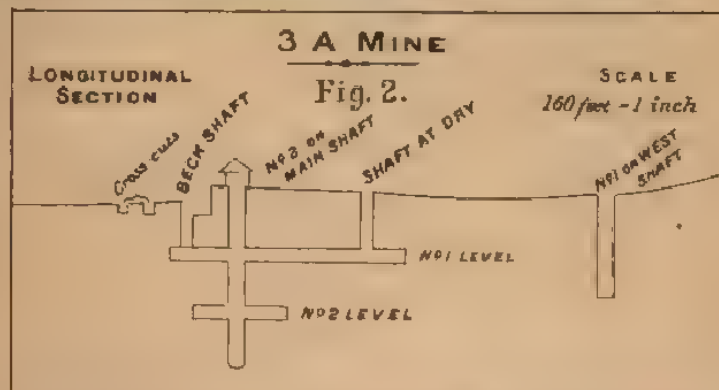 3 A MINE
LONGITUDINAL
SECTION
Fig. 2.
SCALE
160 feet = 1 inch
Cross cuts
BECK SHAFT
No 2 OR
MAIN SHAFT
SHAFT AT DRY
No 1 OR WEST
SHAFT
No 1 LEVEL
No 2 LEVEL